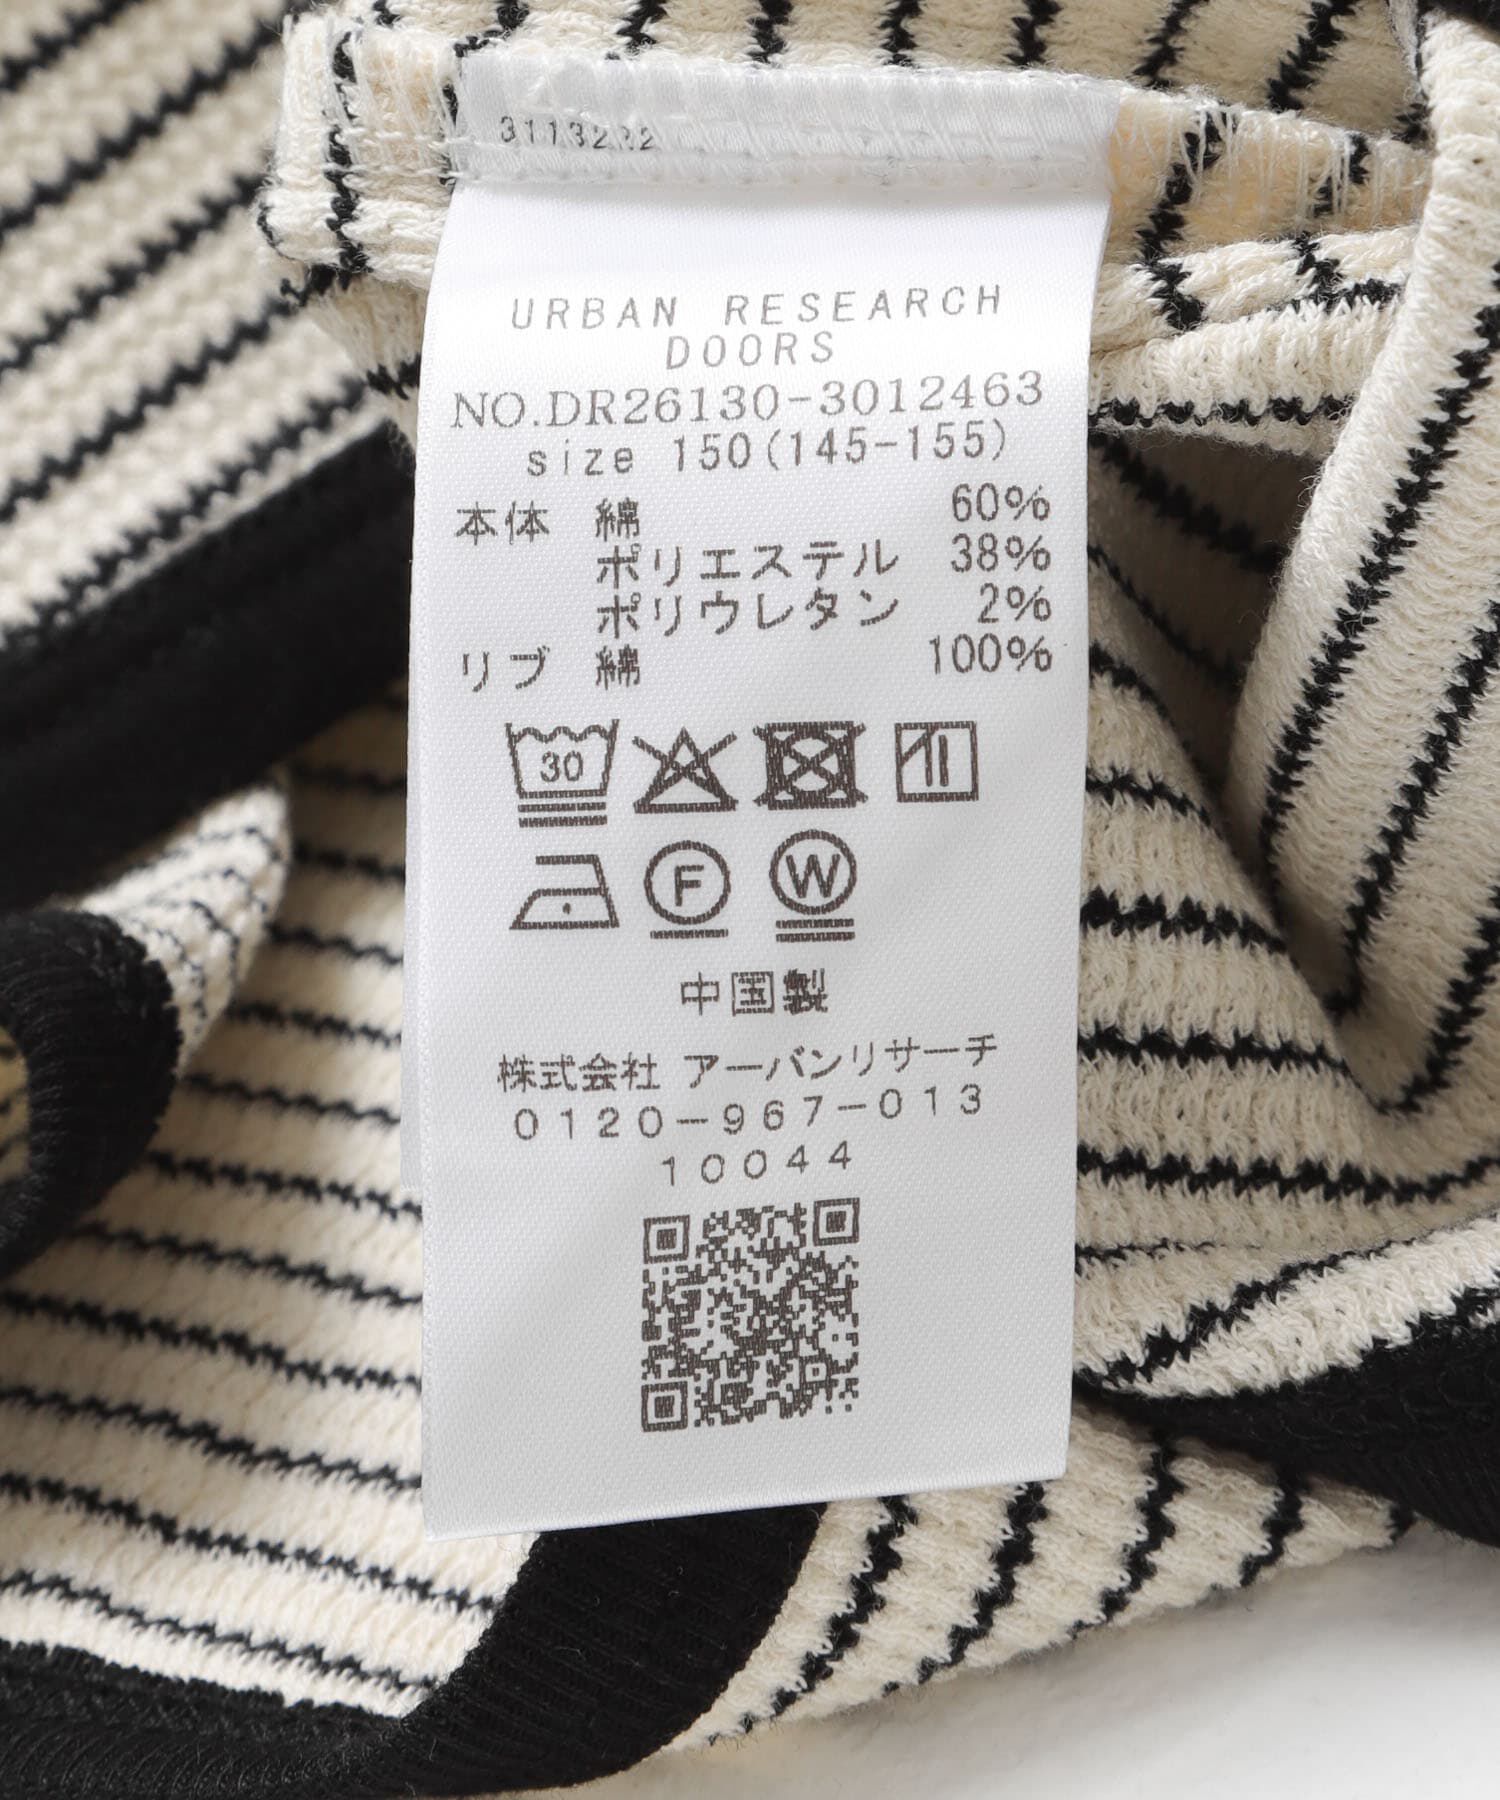 URBAN RESEARCH
DOORS
NO.DR26130-3012463
size 150(145-155)
本体 綿 60%
ポリエステル 38%
ポリウレタン 2%
リブ 綿 100%
30
F W
中国製
株式会社 アーバンリサーチ
0120-967-013
10044